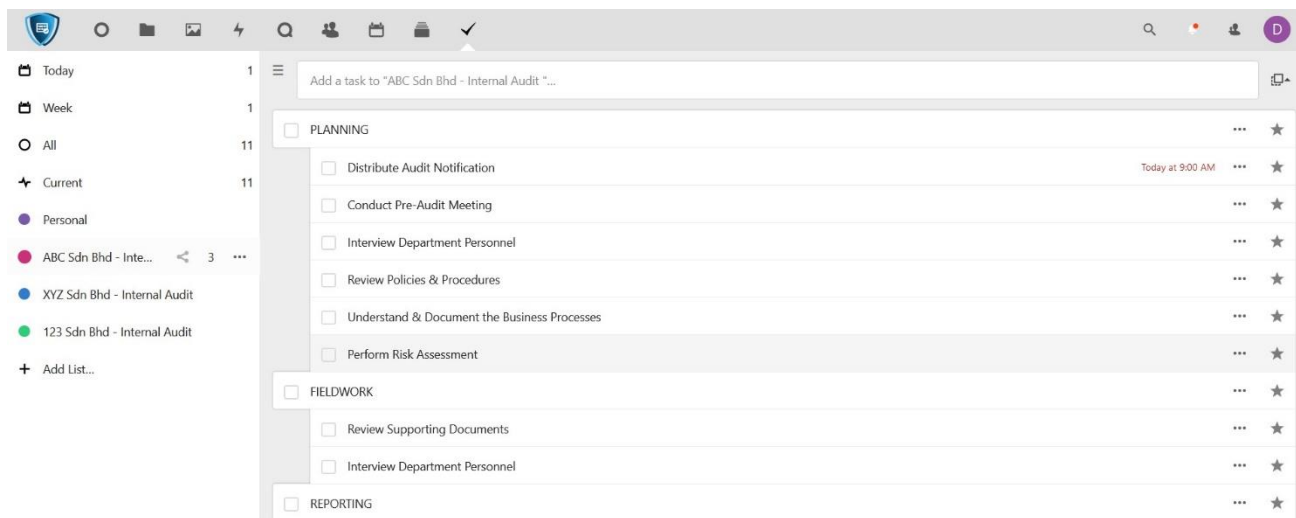 D
Today 1
Week 1
All 11
Current 11
Personal
ABC Sdn Bhd - Inte... 3 •••
XYZ Sdn Bhd - Internal Audit
123 Sdn Bhd - Internal Audit
+ Add List...
Add a task to "ABC Sdn Bhd - Internal Audit "...
PLANNING
Distribute Audit Notification Today at 9:00 AM
Conduct Pre-Audit Meeting
Interview Department Personnel
Review Policies & Procedures
Understand & Document the Business Processes
Perform Risk Assessment
FIELDWORK
Review Supporting Documents
Interview Department Personnel
REPORTING